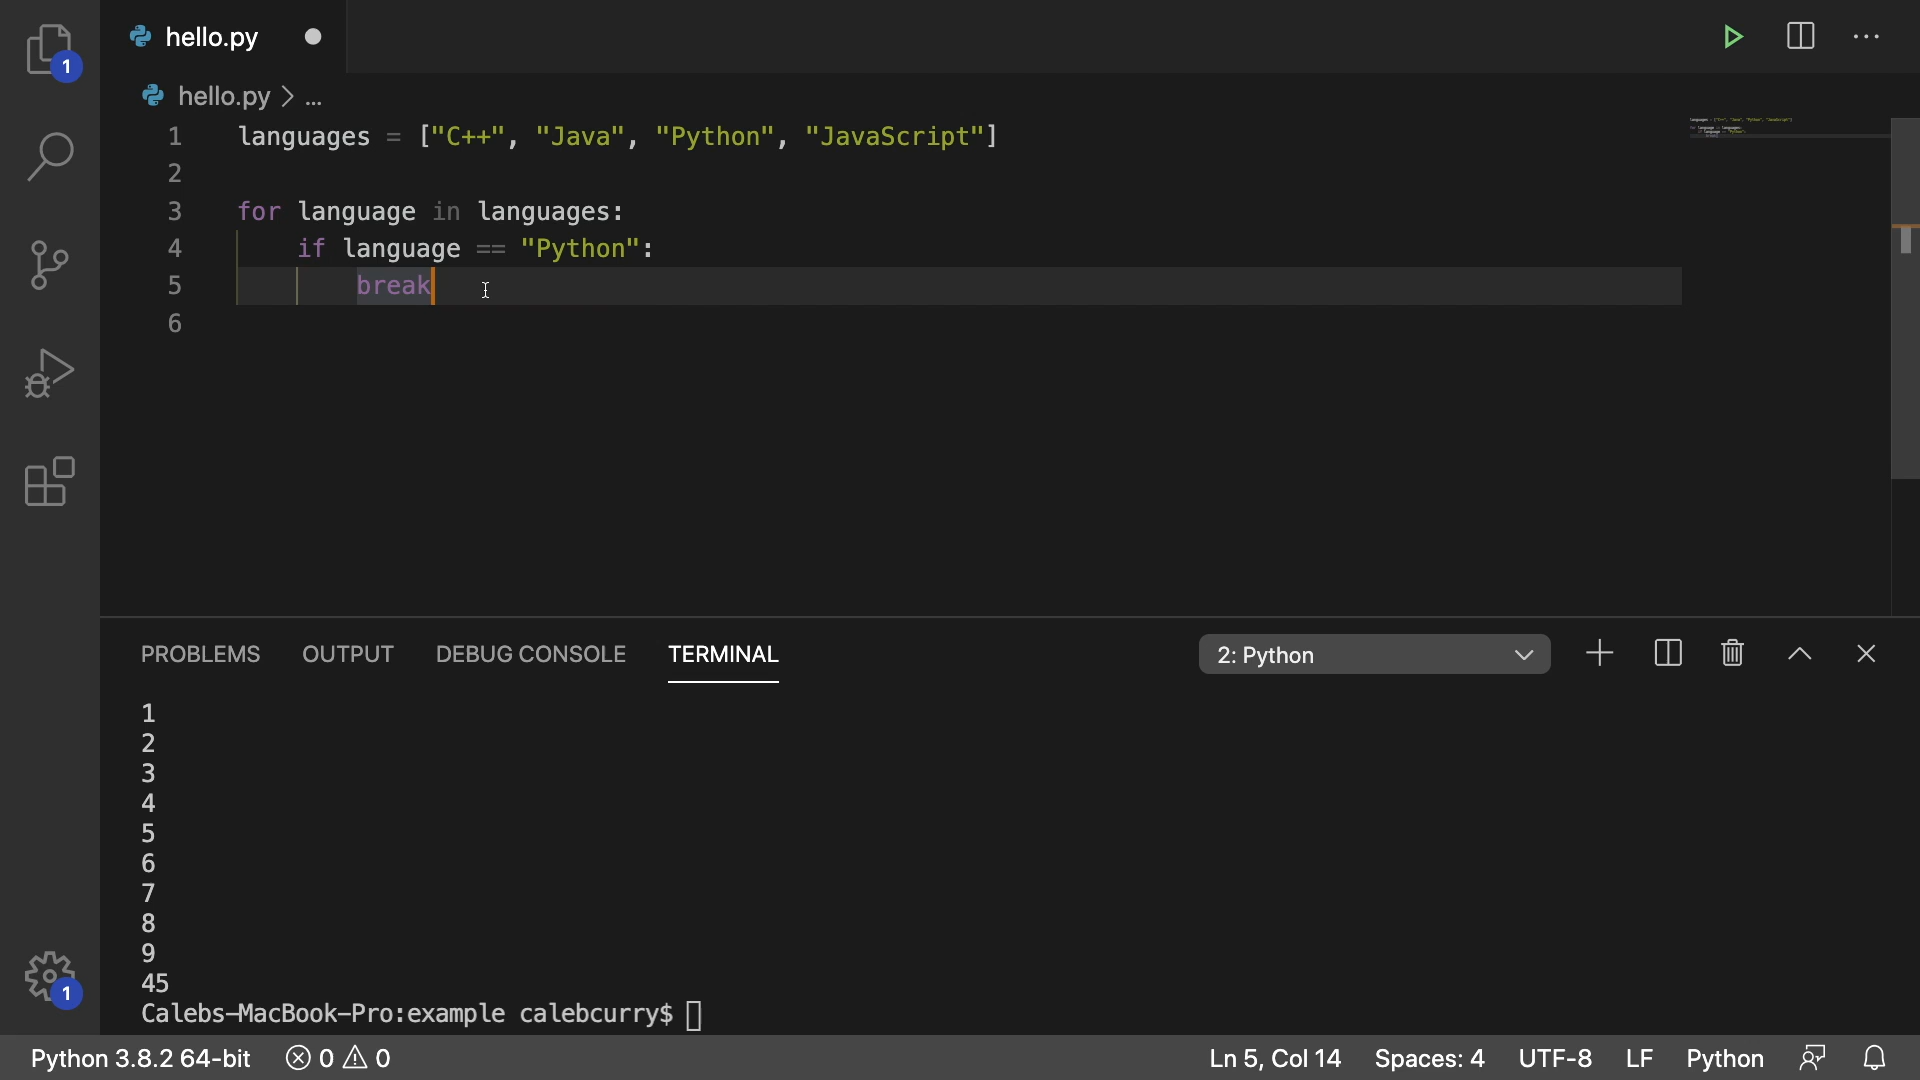 1
hello.py
hello.py > ...
1 languages = ["C++", "Java", "Python", "JavaScript"]
2
3 for language in languages:
4 if language == "Python":
5 break
6
PROBLEMS OUTPUT DEBUG CONSOLE TERMINAL 2: Python
1
2
3
4
5
6
7
8
9
45
Calebs-MacBook-Pro:example calebcurry$
1
Python 3.8.2 64-bit 0 0 Ln 5, Col 14 Spaces: 4 UTF-8 LF Python